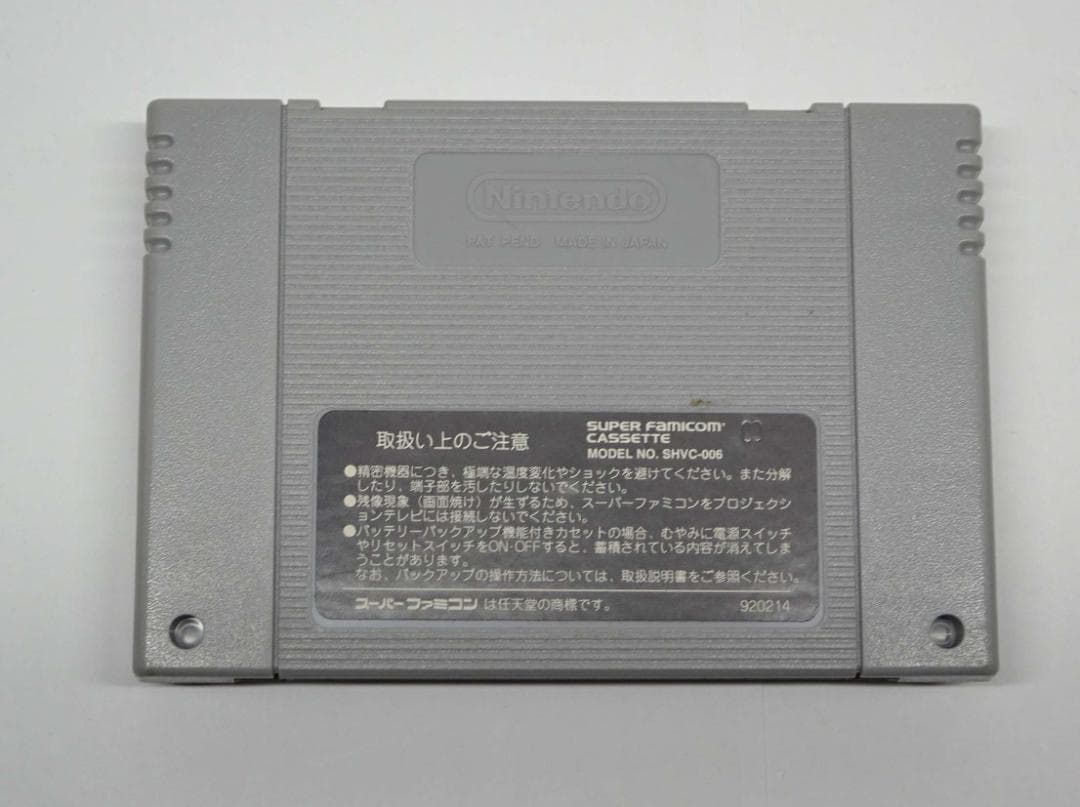 Nintendo
PAT. PEND. MADE IN JAPAN
取扱い上のご注意
SUPER FAMICOM
CASSETTE
MODEL NO. SHVC-006
●精密機器につき、極端な温度変化やショックを避けてください。また分解
したり、端子部を汚したりしないでください。
●残像現象（画面焼け）が生ずるため、スーパーファミコンをプロジェクシ
ョンテレビには接続しないでください。
●バッテリーバックアップ機能付きカセットの場合、むやみに電源スイッチ
やリセットスイッチをON・OFFすると、蓄積されている内容が消えてしま
うことがあります。
なお、バックアップの操作方法については、取扱説明書をご参照ください。
スーパーファミコン は任天堂の商標です。
920214